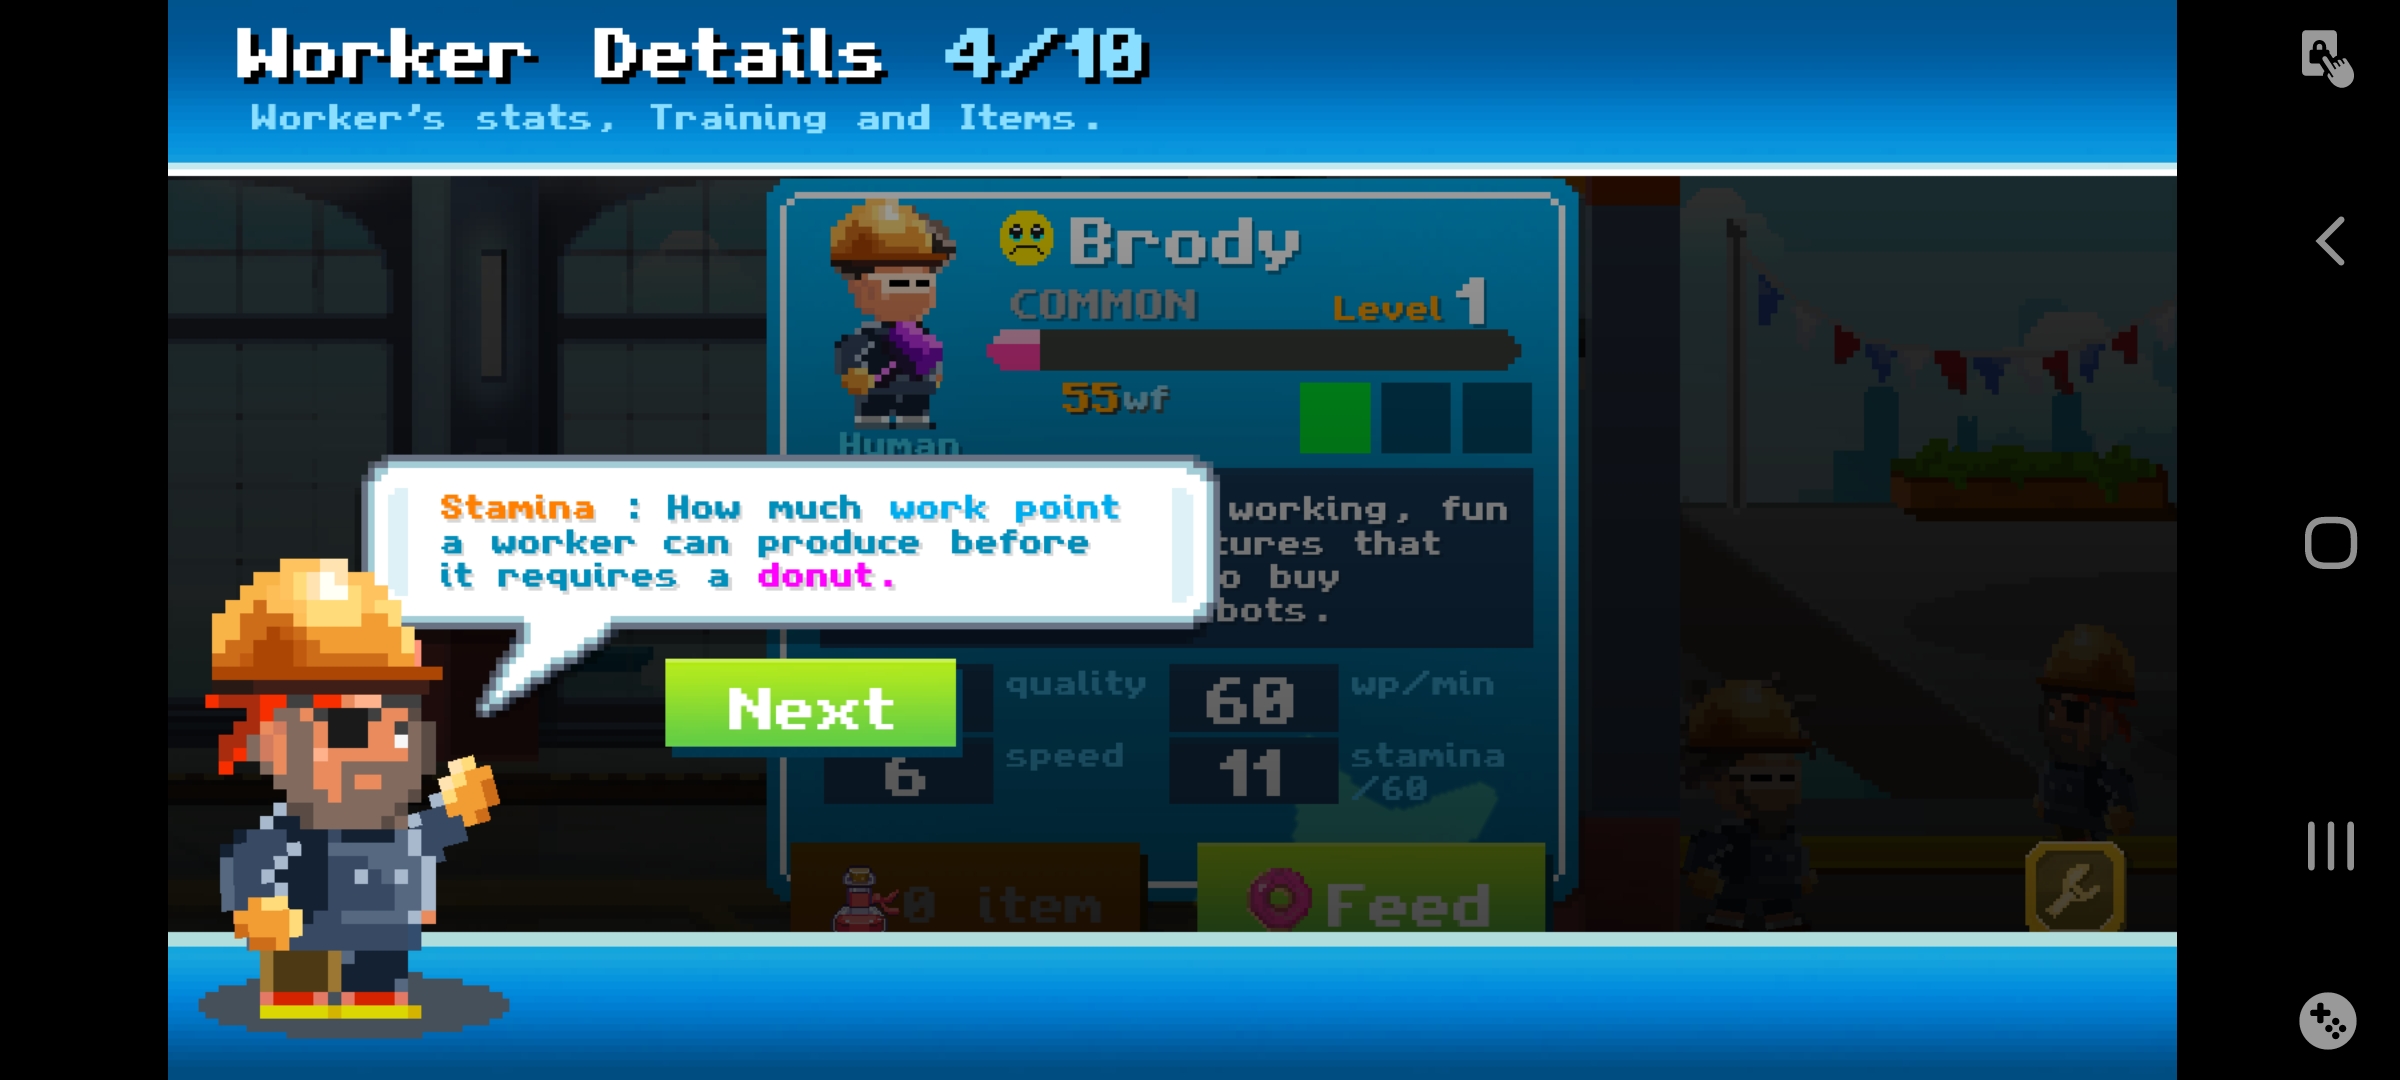 Worker Details 4/10
Worker's stats, Training and Items.
Brody
COMMON
Level 1
55wf
Human
Stamina : How much work point
a worker can produce before
it requires a donut.
working, fun
tures that
o buy
bots.
Next
quality
60 wp/min
6 speed
11 stamina
/60
0 item
Feed